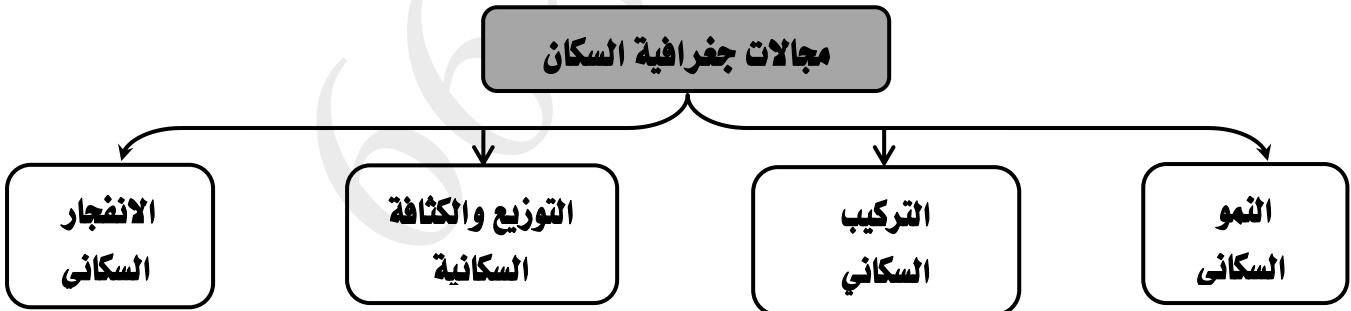 مجالات جغرافية السكان
النمو
السكانى
التركيب
السكاني
التوزيع والكثافة
السكانية
الانفجار
السكانى